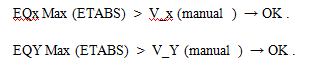 EQx Max (ETABS) > V_x (manual ) → OK .
EQY Max (ETABS) > V_Y (manual ) → OK .